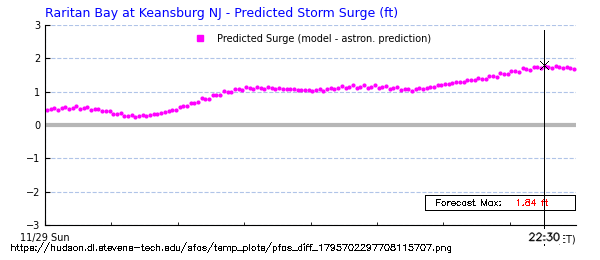 Raritan Bay at Keansburg NJ - Predicted Storm Surge (ft)
3
Predicted Surge (model - astron. prediction)
2
1
0
−1
−2
Forecast Max: 1.84 ft
−3
11/29 Sun 22:30 ET)
https://hudson.dl.stevens-tech.edu/sfas/temp_plots/pfas_diff_1795702297708115707.png